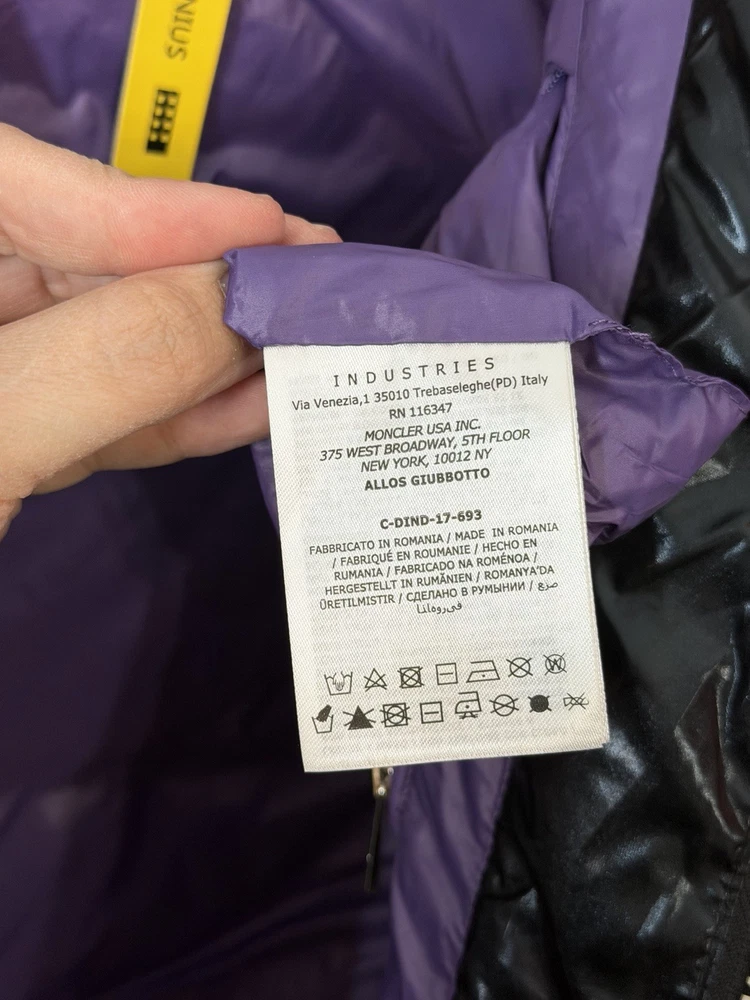 NIUS
INDUSTRIES
Via Venezia,1 35010 Trebaseleghe(PD) Italy
RN 116347
MONCLER USA INC.
375 WEST BROADWAY, 5TH FLOOR
NEW YORK, 10012 NY
ALLOS GIUBBOTTO
C-DIND-17-693
FABBRICATO IN ROMANIA / MADE IN ROMANIA
/ FABRIQUÉ EN ROUMANIE / HECHO EN
RUMANIA / FABRICADO NA ROMÉNOA /
HERGESTELLT IN RUMÄNIEN / ROMANYA'DA
ÜRETILMISTIR / СДЕЛАНО В РУМЫНИИ / صنع
فى رومانيا